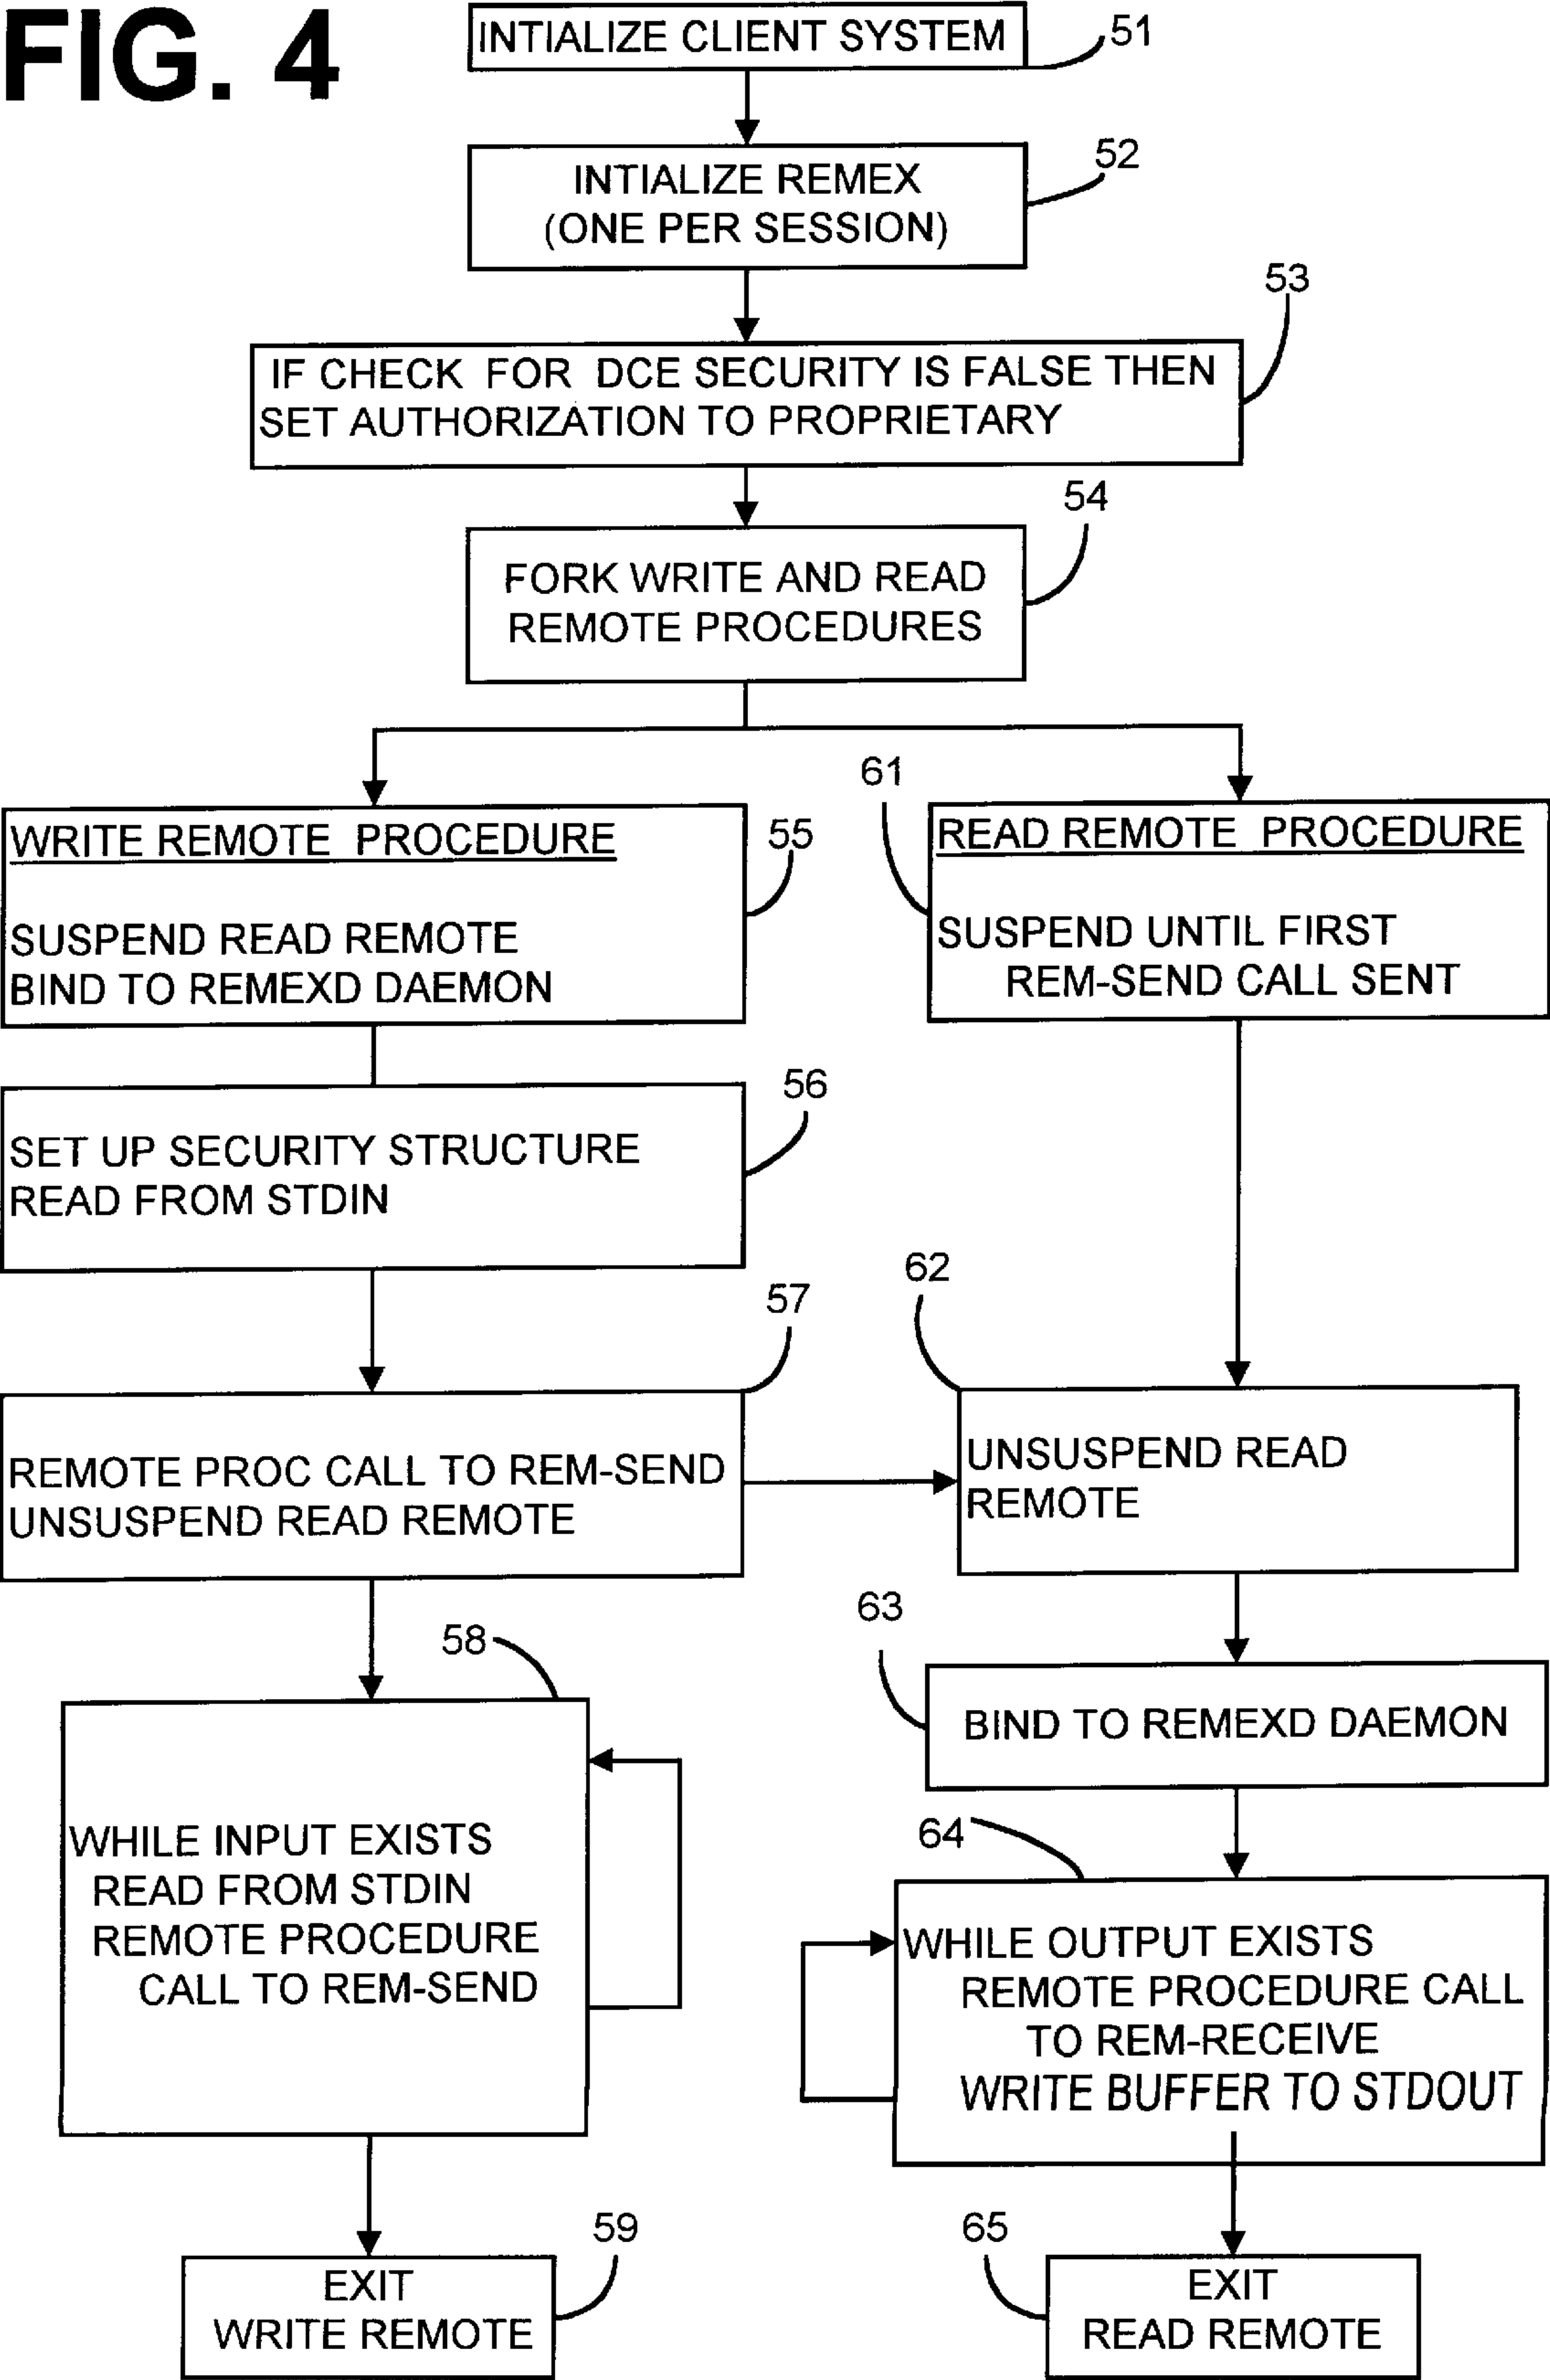 FIG. 4
INTIALIZE CLIENT SYSTEM
51
INTIALIZE REMEX
(ONE PER SESSION)
52
53
IF CHECK FOR DCE SECURITY IS FALSE THEN
SET AUTHORIZATION TO PROPRIETARY
54
FORK WRITE AND READ
REMOTE PROCEDURES
WRITE REMOTE PROCEDURE
SUSPEND READ REMOTE
BIND TO REMEXD DAEMON
55
61
READ REMOTE PROCEDURE
SUSPEND UNTIL FIRST
REM-SEND CALL SENT
56
SET UP SECURITY STRUCTURE
READ FROM STDIN
57
REMOTE PROC CALL TO REM-SEND
UNSUSPEND READ REMOTE
62
UNSUSPEND READ
REMOTE
63
BIND TO REMEXD DAEMON
58
WHILE INPUT EXISTS
READ FROM STDIN
REMOTE PROCEDURE
CALL TO REM-SEND
64
WHILE OUTPUT EXISTS
REMOTE PROCEDURE CALL
TO REM-RECEIVE
WRITE BUFFER TO STDOUT
59
EXIT
WRITE REMOTE
65
EXIT
READ REMOTE